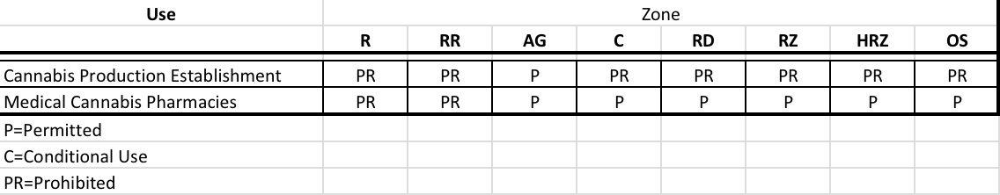 Use Zone
R RR AG C RD RZ HRZ OS
Cannabis Production Establishment PR PR P PR PR PR PR PR
Medical Cannabis Pharmacies PR PR P P P P P P
P=Permitted
C=Conditional Use
PR=Prohibited